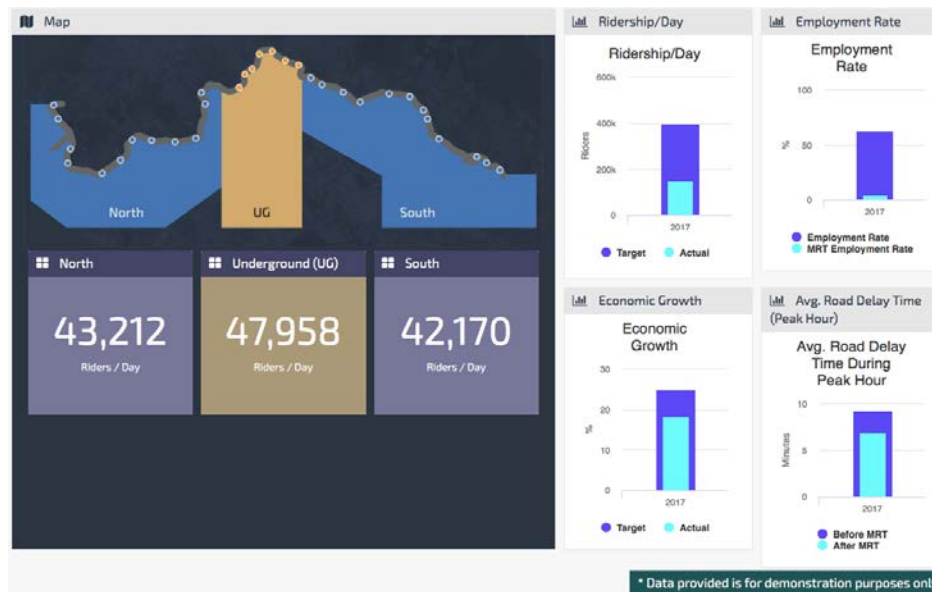 Map
North
UG
South
North
43,212
Riders / Day
Underground (UG)
47,958
Riders / Day
South
42,170
Riders / Day
Ridership/Day
Ridership/Day
600k
400k
200k
0
Riders
2017
Target
Actual
Employment Rate
Employment
Rate
100
50
0
%
2017
Employment Rate
MRT Employment Rate
Economic Growth
Economic
Growth
30
20
10
0
%
2017
Target
Actual
Avg. Road Delay Time
(Peak Hour)
Avg. Road Delay
Time During
Peak Hour
10
5
0
Minutes
2017
Before MRT
After MRT
* Data provided is for demonstration purposes onl